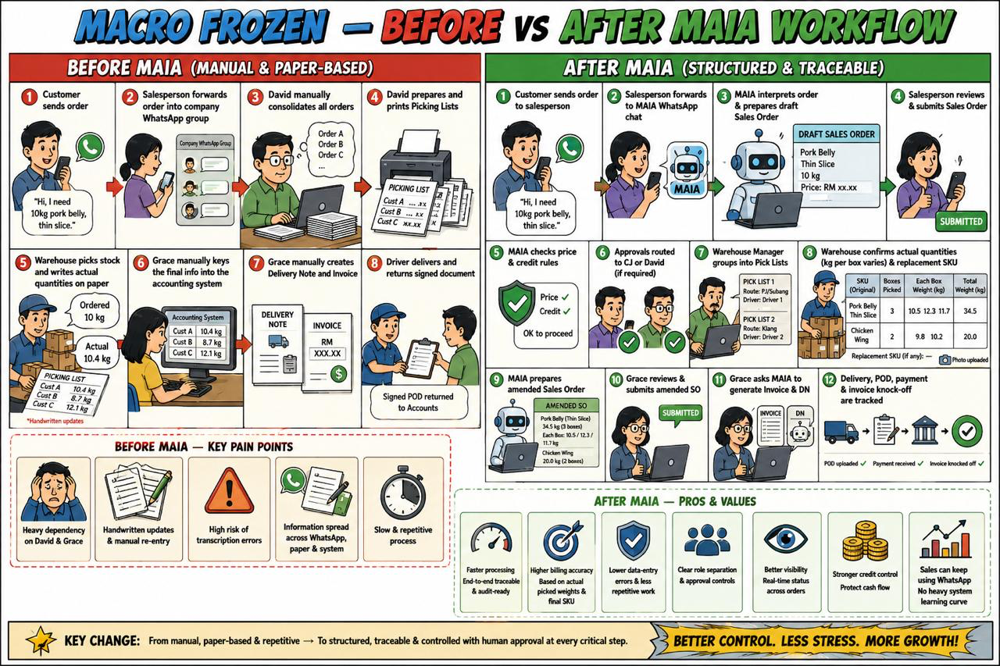 MACRO FROZEN — BEFORE VS AFTER MAIA WORKFLOW
BEFORE MAIA (MANUAL & PAPER-BASED)
1 Customer
sends order
"Hi, I need
10kg pork belly,
thin slice."
2 Salesperson forwards
order into company
WhatsApp group
Company WhatsApp Group
3 David manually
consolidates all orders
Order A
Order B
Order C
...
4 David prepares and
prints Picking Lists
PICKING LIST
Cust A ... .xx
Cust B ... xx
Cust C xx.xx
5 Warehouse picks stock
and writes actual
quantities on paper
Ordered
10 kg
Actual
10.4 kg
PICKING LIST
Cust A 10.4 kg
Cust B 8.7 kg
Cust C 12.1 kg
*Handwritten updates
6 Grace manually keys
the final info into the
accounting system
Accounting System
Cust A 10.4 kg
Cust B 8.7 kg
Cust C 12.1 kg
7 Grace manually creates
Delivery Note and Invoice
DELIVERY
NOTE
INVOICE
RM
XXX.XX
$
8 Driver delivers and
returns signed document
Signed POD returned
to Accounts
BEFORE MAIA — KEY PAIN POINTS
Heavy dependency
on David & Grace
Handwritten updates
& manual re-entry
High risk of
transcription errors
Information spread
across WhatsApp,
paper & system
Slow & repetitive
process
AFTER MAIA (STRUCTURED & TRACEABLE)
1 Customer sends order
to salesperson
"Hi, I need
10kg pork belly,
thin slice."
2 Salesperson forwards
to MAIA WhatsApp
chat
MAIA
3 MAIA interprets order
& prepares draft
Sales Order
DRAFT SALES ORDER
Pork Belly
Thin Slice
10 kg
Price: RM xx.xx
4 Salesperson reviews
& submits Sales Order
SUBMITTED
5 MAIA checks price
& credit rules
Price ✓
Credit ✓
OK to proceed
6 Approvals routed
to CJ or David
(if required)
7 Warehouse Manager
groups into Pick Lists
PICK LIST 1
Route: PJ/Subang
Driver: Driver 1
PICK LIST 2
Route: Klang
Driver: Driver 2
8 Warehouse confirms actual quantities
(kg per box varies) & replacement SKU
SKU (Original) Boxes Picked Each Box Weight (kg) Total Weight (kg)
Pork Belly Thin Slice 3 10.5 12.3 11.7 34.5
Chicken Wing 2 9.8 10.2 20.0
Replacement SKU (if any): — Photo uploaded
9 MAIA prepares
amended Sales Order
AMENDED SO
Pork Belly (Thin Slice)
34.5 kg (3 boxes)
Each Box: 10.5 / 12.3 /
11.7 kg
Chicken Wing
20.0 kg (2 boxes)
10 Grace reviews &
submits amended SO
SUBMITTED
11 Grace asks MAIA to
generate Invoice & DN
INVOICE
DN
12 Delivery, POD, payment
& invoice knock-off
are tracked
POD uploaded ✓ Payment received ✓ Invoice knocked off ✓
AFTER MAIA — PROS & VALUES
Faster processing
End-to-end traceable
& audit-ready
Higher billing accuracy
Based on actual
picked weights &
final SKU
Lower data-entry
errors & less
repetitive work
Clear role separation
& approval controls
Better visibility
Real-time status
across orders
Stronger credit control
Protect cash flow
Sales can keep
using WhatsApp
No heavy system
learning curve
KEY CHANGE: From manual, paper-based & repetitive → To structured, traceable & controlled with human approval at every critical step.
BETTER CONTROL. LESS STRESS. MORE GROWTH!